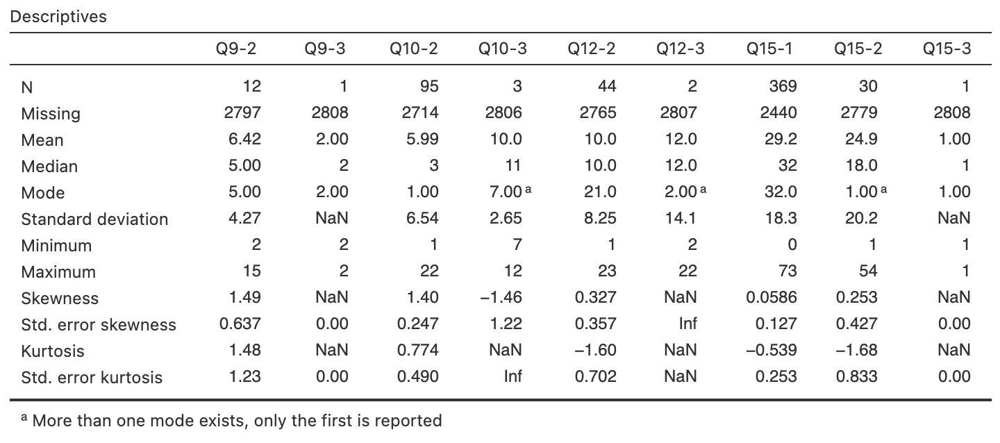 Descriptives
Q9-2 Q9-3 Q10-2 Q10-3 Q12-2 Q12-3 Q15-1 Q15-2 Q15-3
N 12 1 95 3 44 2 369 30 1
Missing 2797 2808 2714 2806 2765 2807 2440 2779 2808
Mean 6.42 2.00 5.99 10.0 10.0 12.0 29.2 24.9 1.00
Median 5.00 2 3 11 10.0 12.0 32 18.0 1
Mode 5.00 2.00 1.00 7.00 ᵃ 21.0 2.00 ᵃ 32.0 1.00 ᵃ 1.00
Standard deviation 4.27 NaN 6.54 2.65 8.25 14.1 18.3 20.2 NaN
Minimum 2 2 1 7 1 2 0 1 1
Maximum 15 2 22 12 23 22 73 54 1
Skewness 1.49 NaN 1.40 −1.46 0.327 NaN 0.0586 0.253 NaN
Std. error skewness 0.637 0.00 0.247 1.22 0.357 Inf 0.127 0.427 0.00
Kurtosis 1.48 NaN 0.774 NaN −1.60 NaN −0.539 −1.68 NaN
Std. error kurtosis 1.23 0.00 0.490 Inf 0.702 NaN 0.253 0.833 0.00
ᵃ More than one mode exists, only the first is reported